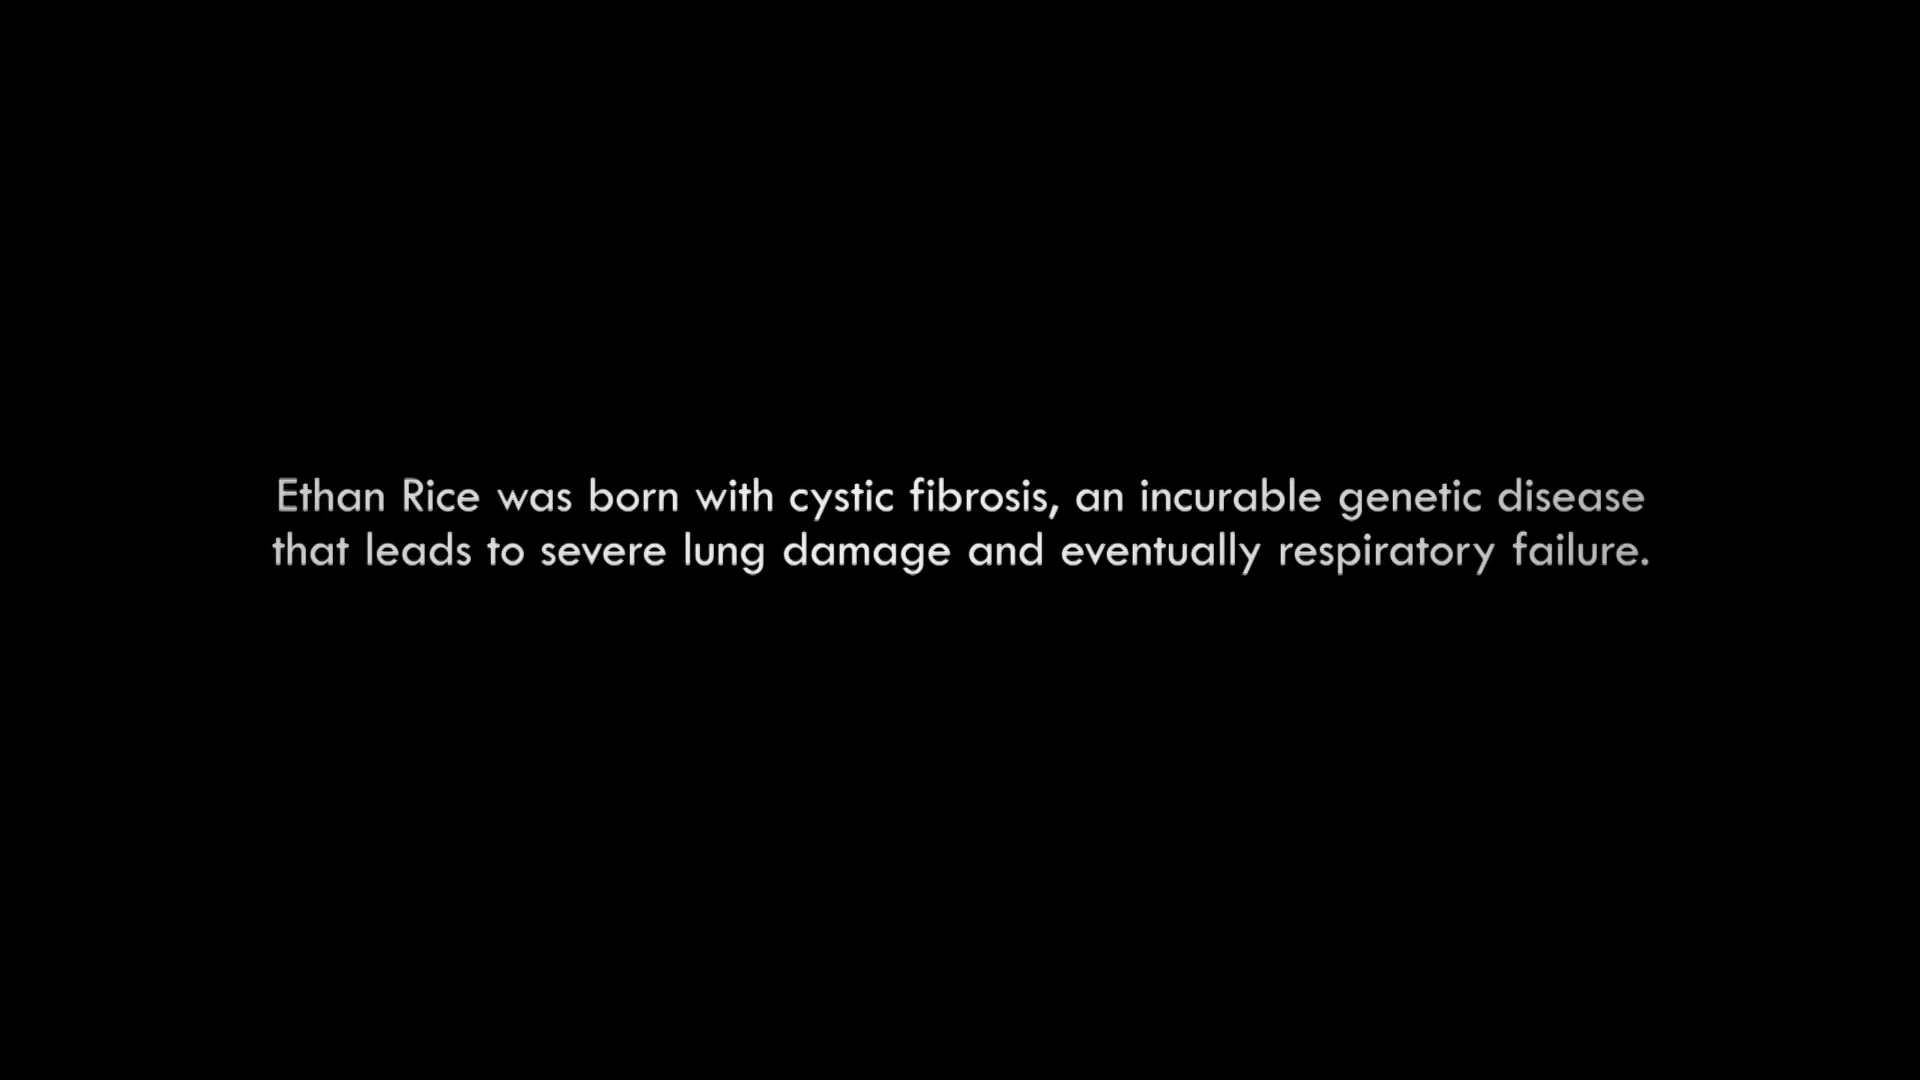 Ethan Rice was born with cystic fibrosis, an incurable genetic disease
that leads to severe lung damage and eventually respiratory failure.